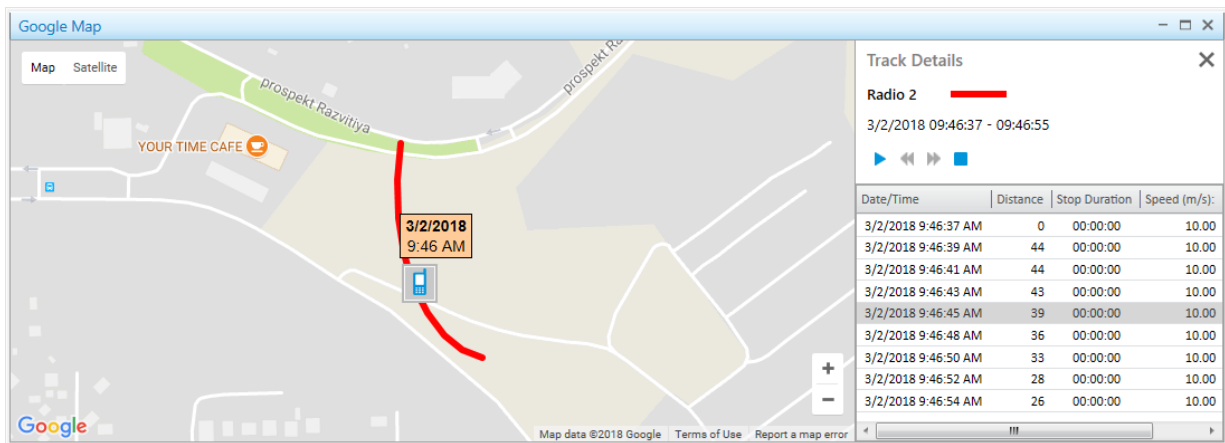 Google Map
Map Satellite
prospekt Razvitiya
prospekt Ra
YOUR TIME CAFE
3/2/2018
9:46 AM
Google
Map data ©2018 Google Terms of Use Report a map error
Track Details
Radio 2
3/2/2018 09:46:37 - 09:46:55
Date/Time Distance Stop Duration Speed (m/s):
3/2/2018 9:46:37 AM 0 00:00:00 10.00
3/2/2018 9:46:39 AM 44 00:00:00 10.00
3/2/2018 9:46:41 AM 44 00:00:00 10.00
3/2/2018 9:46:43 AM 43 00:00:00 10.00
3/2/2018 9:46:45 AM 39 00:00:00 10.00
3/2/2018 9:46:48 AM 36 00:00:00 10.00
3/2/2018 9:46:50 AM 33 00:00:00 10.00
3/2/2018 9:46:52 AM 28 00:00:00 10.00
3/2/2018 9:46:54 AM 26 00:00:00 10.00